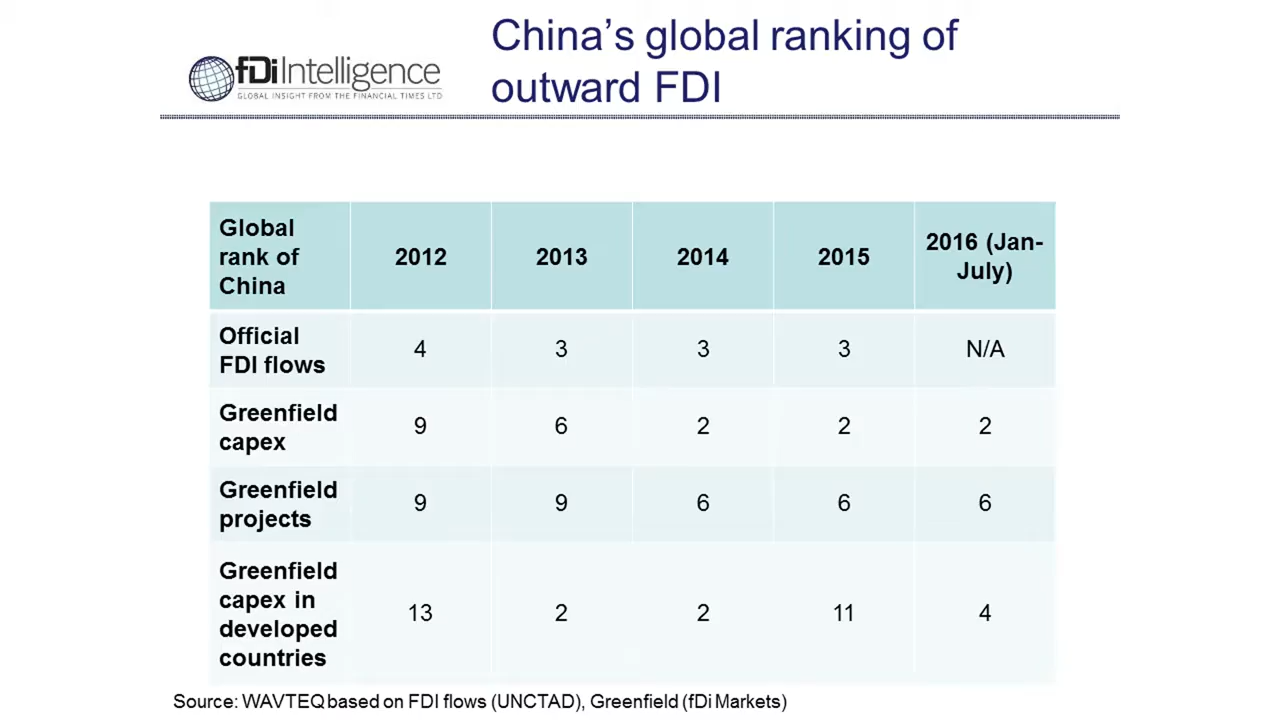 fDi Intelligence
GLOBAL INSIGHT FROM THE FINANCIAL TIMES LTD
China’s global ranking of
outward FDI
Global
rank of
China
2012
2013
2014
2015
2016 (Jan-
July)
Official
FDI flows
4
3
3
3
N/A
Greenfield
capex
9
6
2
2
2
Greenfield
projects
9
9
6
6
6
Greenfield
capex in
developed
countries
13
2
2
11
4
Source: WAVTEQ based on FDI flows (UNCTAD), Greenfield (fDi Markets)